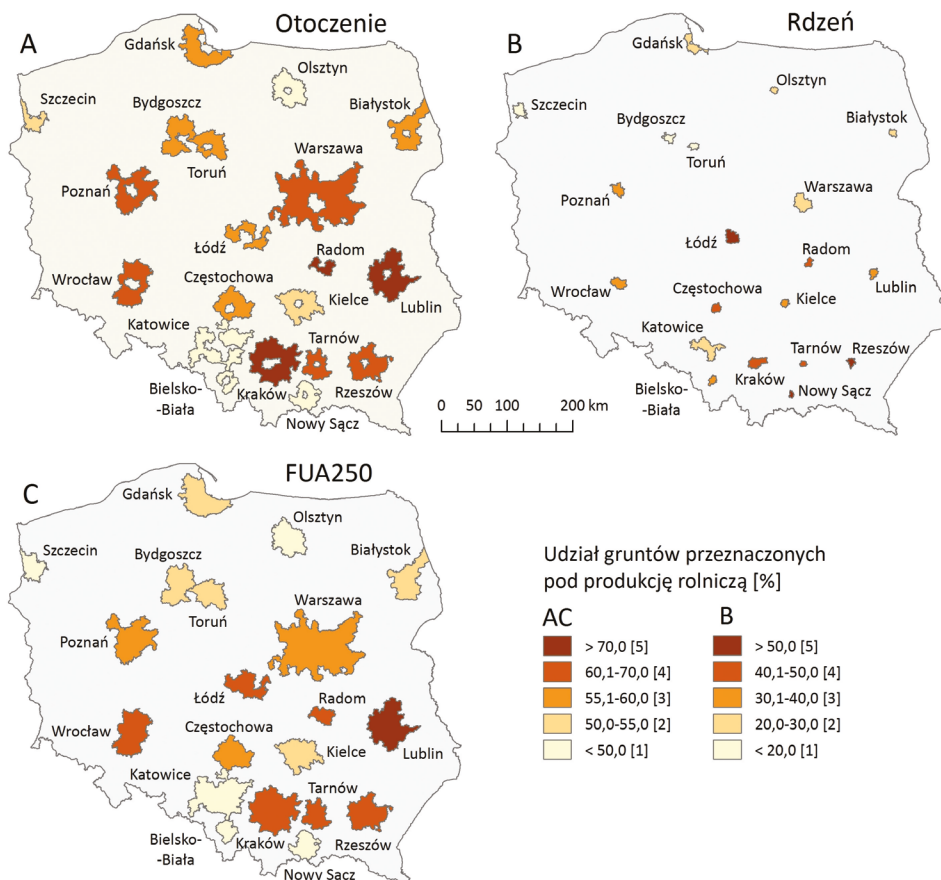 A
Otoczenie
Gdańsk
Olsztyn
Szczecin
Bydgoszcz
Białystok
Warszawa
Poznań
Toruń
Łódź
Radom
Wrocław
Częstochowa
Kielce
Lublin
Katowice
Tarnów
Bielsko-
-Biała
Kraków
Rzeszów
Nowy Sącz
B
Rdzeń
Gdańsk
Olsztyn
Szczecin
Bydgoszcz
Białystok
Toruń
Poznań
Warszawa
Łódź
Radom
Wrocław
Częstochowa
Kielce
Lublin
Katowice
Tarnów
Rzeszów
Bielsko-
-Biała
Kraków
Nowy Sącz
0 50 100 200 km
C
FUA250
Gdańsk
Olsztyn
Szczecin
Bydgoszcz
Białystok
Toruń
Warszawa
Poznań
Łódź
Radom
Wrocław
Częstochowa
Kielce
Lublin
Katowice
Tarnów
Bielsko-
-Biała
Kraków
Rzeszów
Nowy Sącz
Udział gruntów przeznaczonych
pod produkcję rolniczą [%]
AC
> 70,0 [5]
60,1-70,0 [4]
55,1-60,0 [3]
50,0-55,0 [2]
< 50,0 [1]
B
> 50,0 [5]
40,1-50,0 [4]
30,1-40,0 [3]
20,0-30,0 [2]
< 20,0 [1]